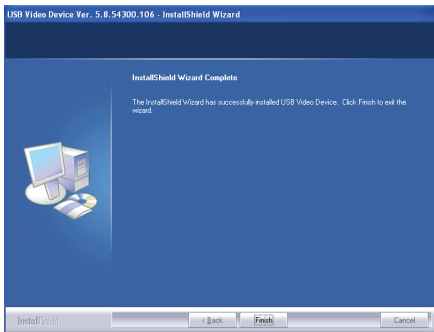 USB Video Device Ver. 5.8.54300.106 - InstallShield Wizard
InstallShield Wizard Complete
The InstallShield Wizard has successfully installed USB Video Device. Click Finish to exit the
wizard.
InstallShield
< Back
Finish
Cancel